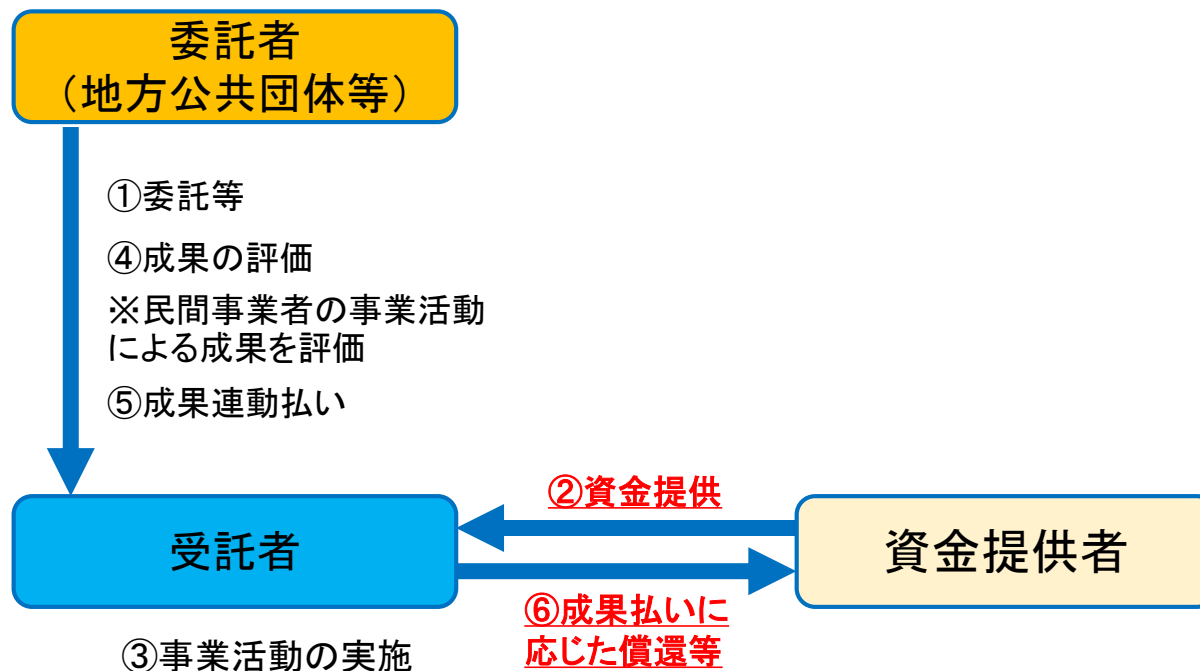 委託者
（地方公共団体等）
①委託等
④成果の評価
※民間事業者の事業活動
による成果を評価
⑤成果連動払い
②資金提供
受託者
資金提供者
⑥成果払いに
応じた償還等
③事業活動の実施